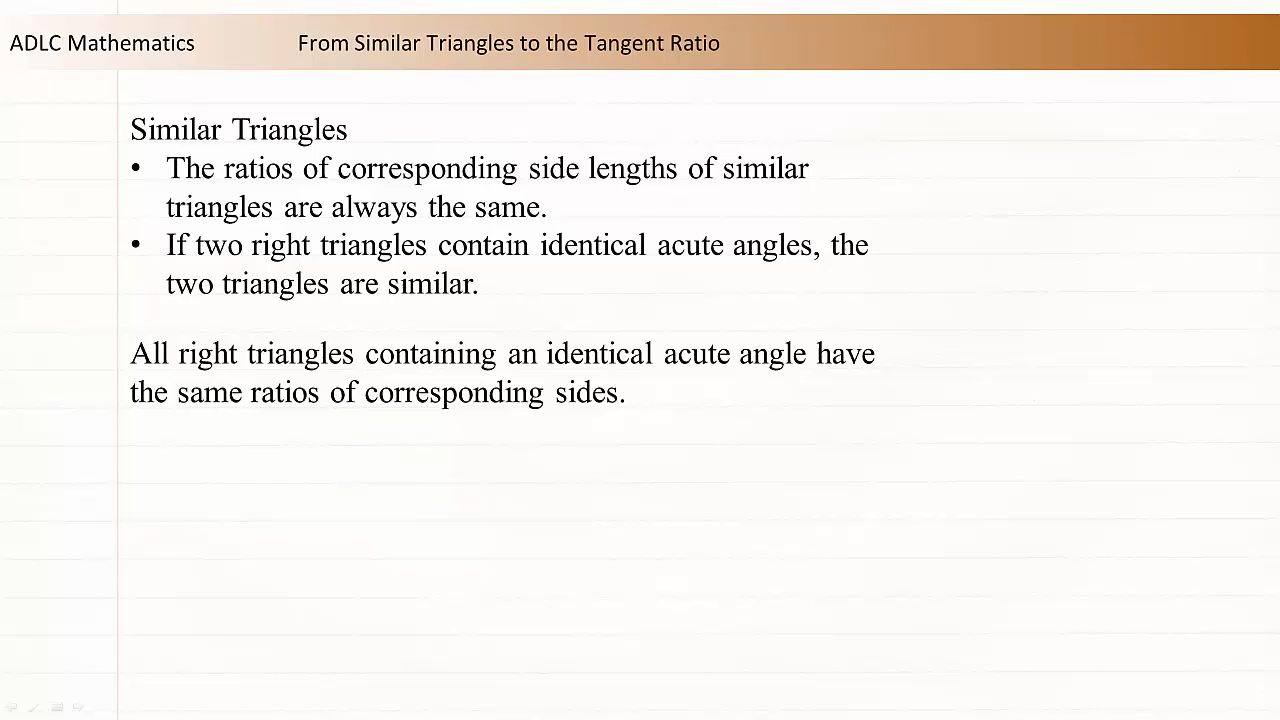 ADLC Mathematics From Similar Triangles to the Tangent Ratio
Similar Triangles
• The ratios of corresponding side lengths of similar
triangles are always the same.
• If two right triangles contain identical acute angles, the
two triangles are similar.
All right triangles containing an identical acute angle have
the same ratios of corresponding sides.